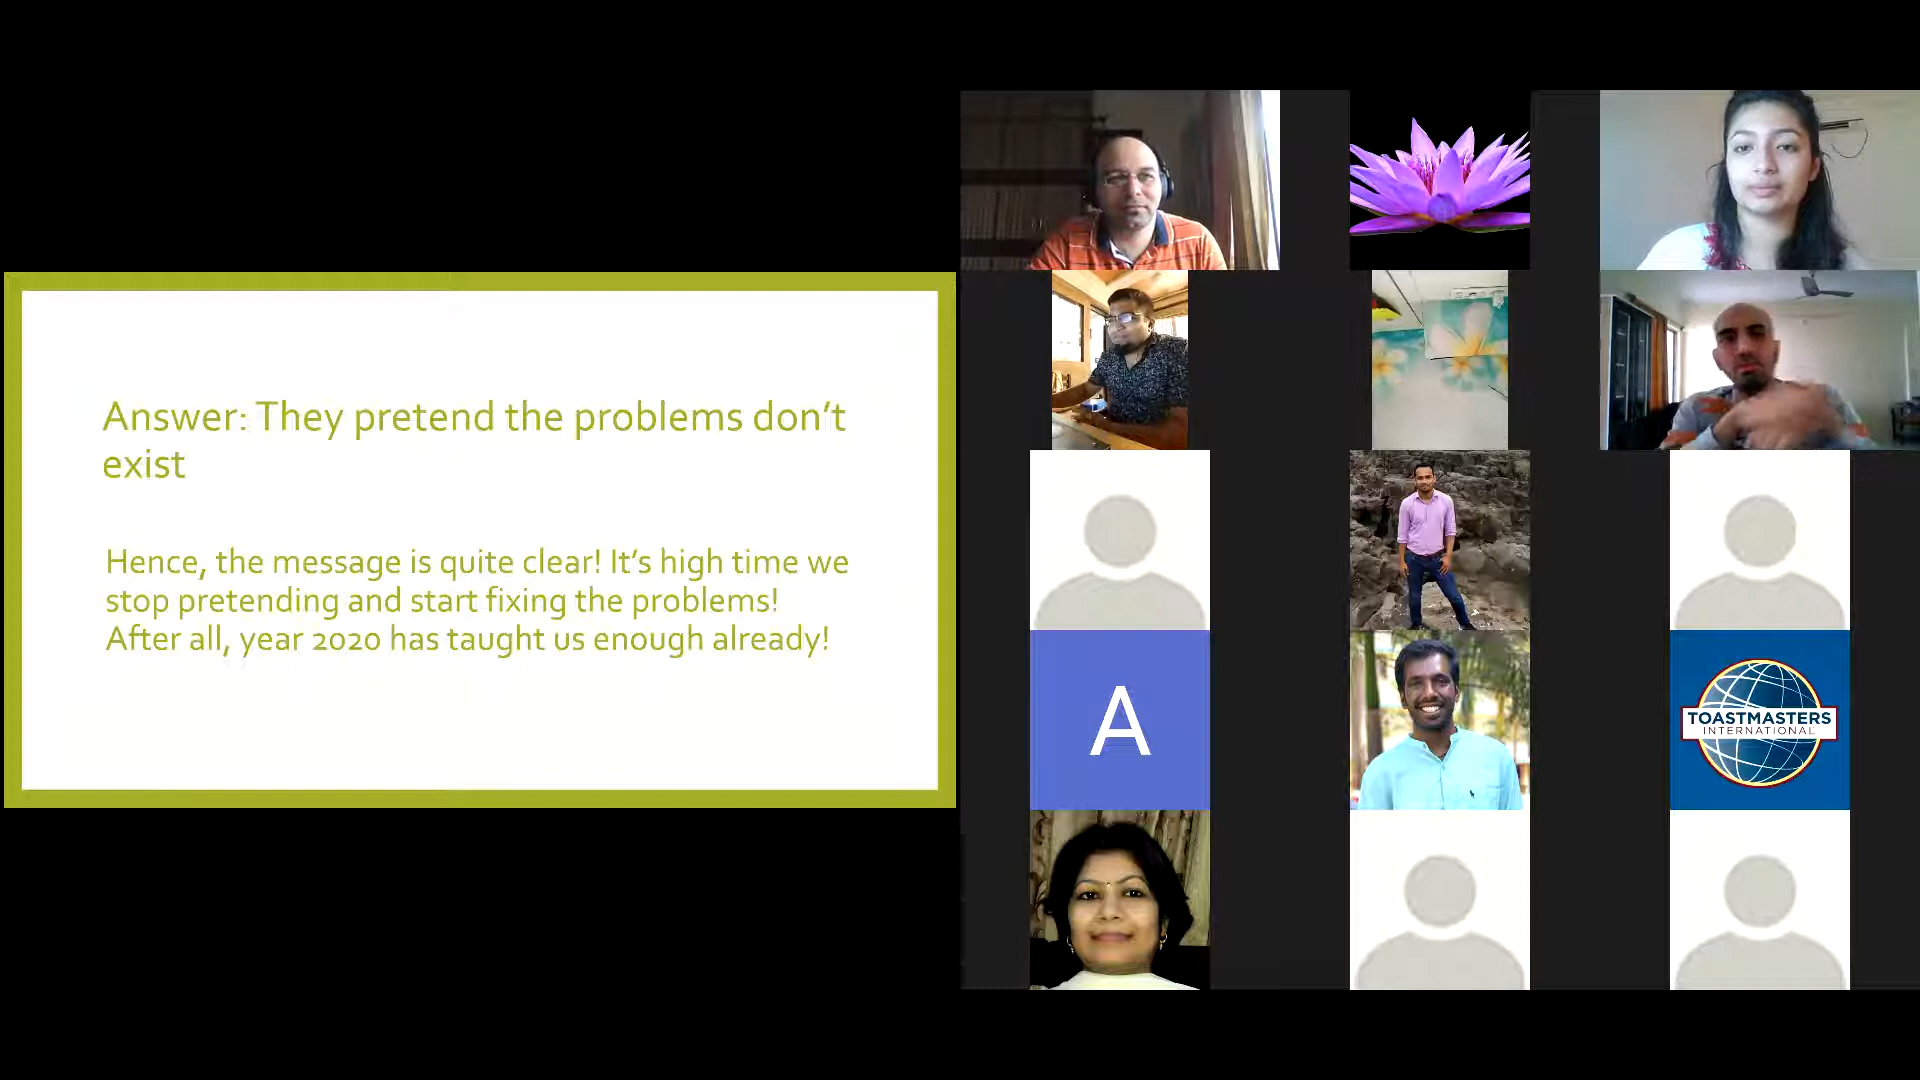 Answer: They pretend the problems don’t
exist
Hence, the message is quite clear! It’s high time we
stop pretending and start fixing the problems!
After all, year 2020 has taught us enough already!
A
TOASTMASTERS
INTERNATIONAL